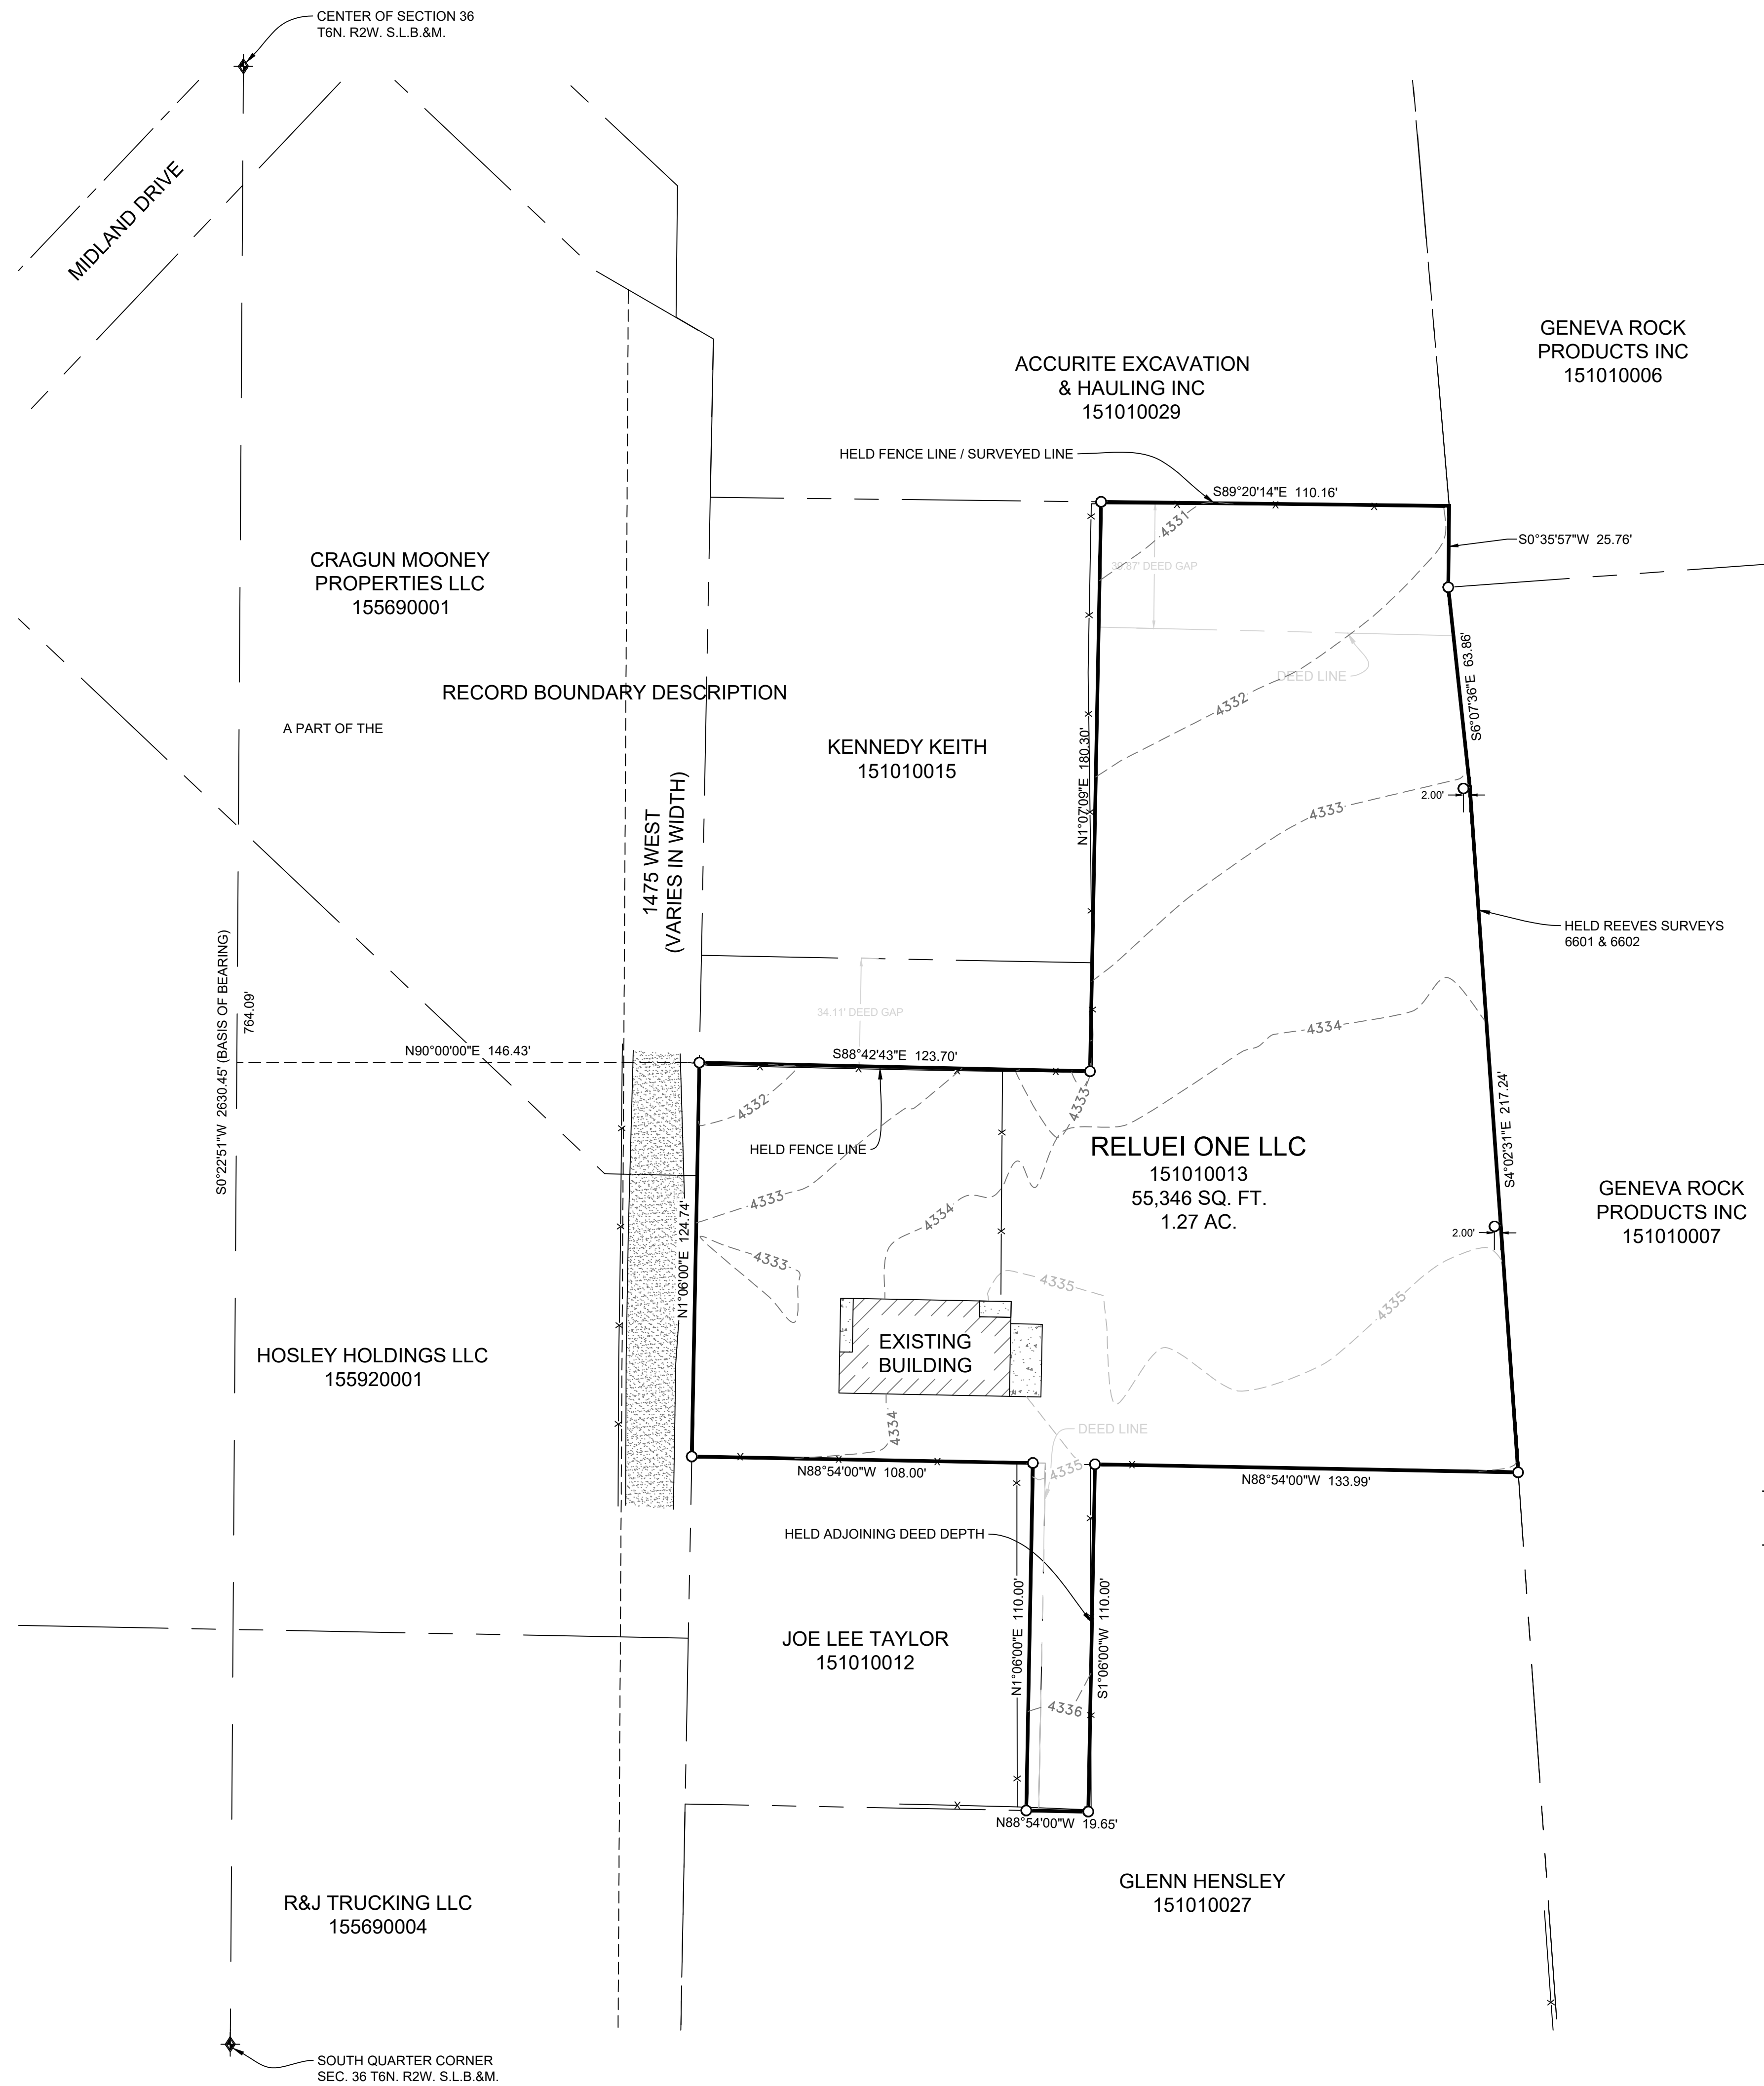 CENTER OF SECTION 36
T6N. R2W. S.L.B.&M.
MIDLAND DRIVE
GENEVA ROCK
PRODUCTS INC
151010006
ACCURITE EXCAVATION
& HAULING INC
151010029
HELD FENCE LINE / SURVEYED LINE
S89°20'14"E 110.16'
4331
S0°35'57"W 25.76'
CRAGUN MOONEY
PROPERTIES LLC
155690001
DEED GAP
S6°07'36"E 63.86'
DEED LINE
RECORD BOUNDARY DESCRIPTION
4332
A PART OF THE
KENNEDY KEITH
151010015
N1°07'09"E 180.30'
2.00'
4333
1475 WEST
(VARIES IN WIDTH)
HELD REEVES SURVEYS
6601 & 6602
S0°22'51"W 2630.45' (BASIS OF BEARING)
764.09'
34.11' DEED GAP
4334
N90°00'00"E 146.43'
S88°42'43"E 123.70'
4332
4333
HELD FENCE LINE
RELUEI ONE LLC
151010013
55,346 SQ. FT.
1.27 AC.
S4°02'31"E 217.24'
4333
4334
N1°06'00"E 124.74'
GENEVA ROCK
PRODUCTS INC
151010007
2.00'
4333
4335
4335
HOSLEY HOLDINGS LLC
155920001
EXISTING
BUILDING
4334
DEED LINE
4335
N88°54'00"W 108.00'
N88°54'00"W 133.99'
HELD ADJOINING DEED DEPTH
JOE LEE TAYLOR
151010012
N1°06'00"E 110.00'
S1°06'00"W 110.00'
4336
N88°54'00"W 19.65'
GLENN HENSLEY
151010027
R&J TRUCKING LLC
155690004
SOUTH QUARTER CORNER
SEC. 36 T6N. R2W. S.L.B.&M.